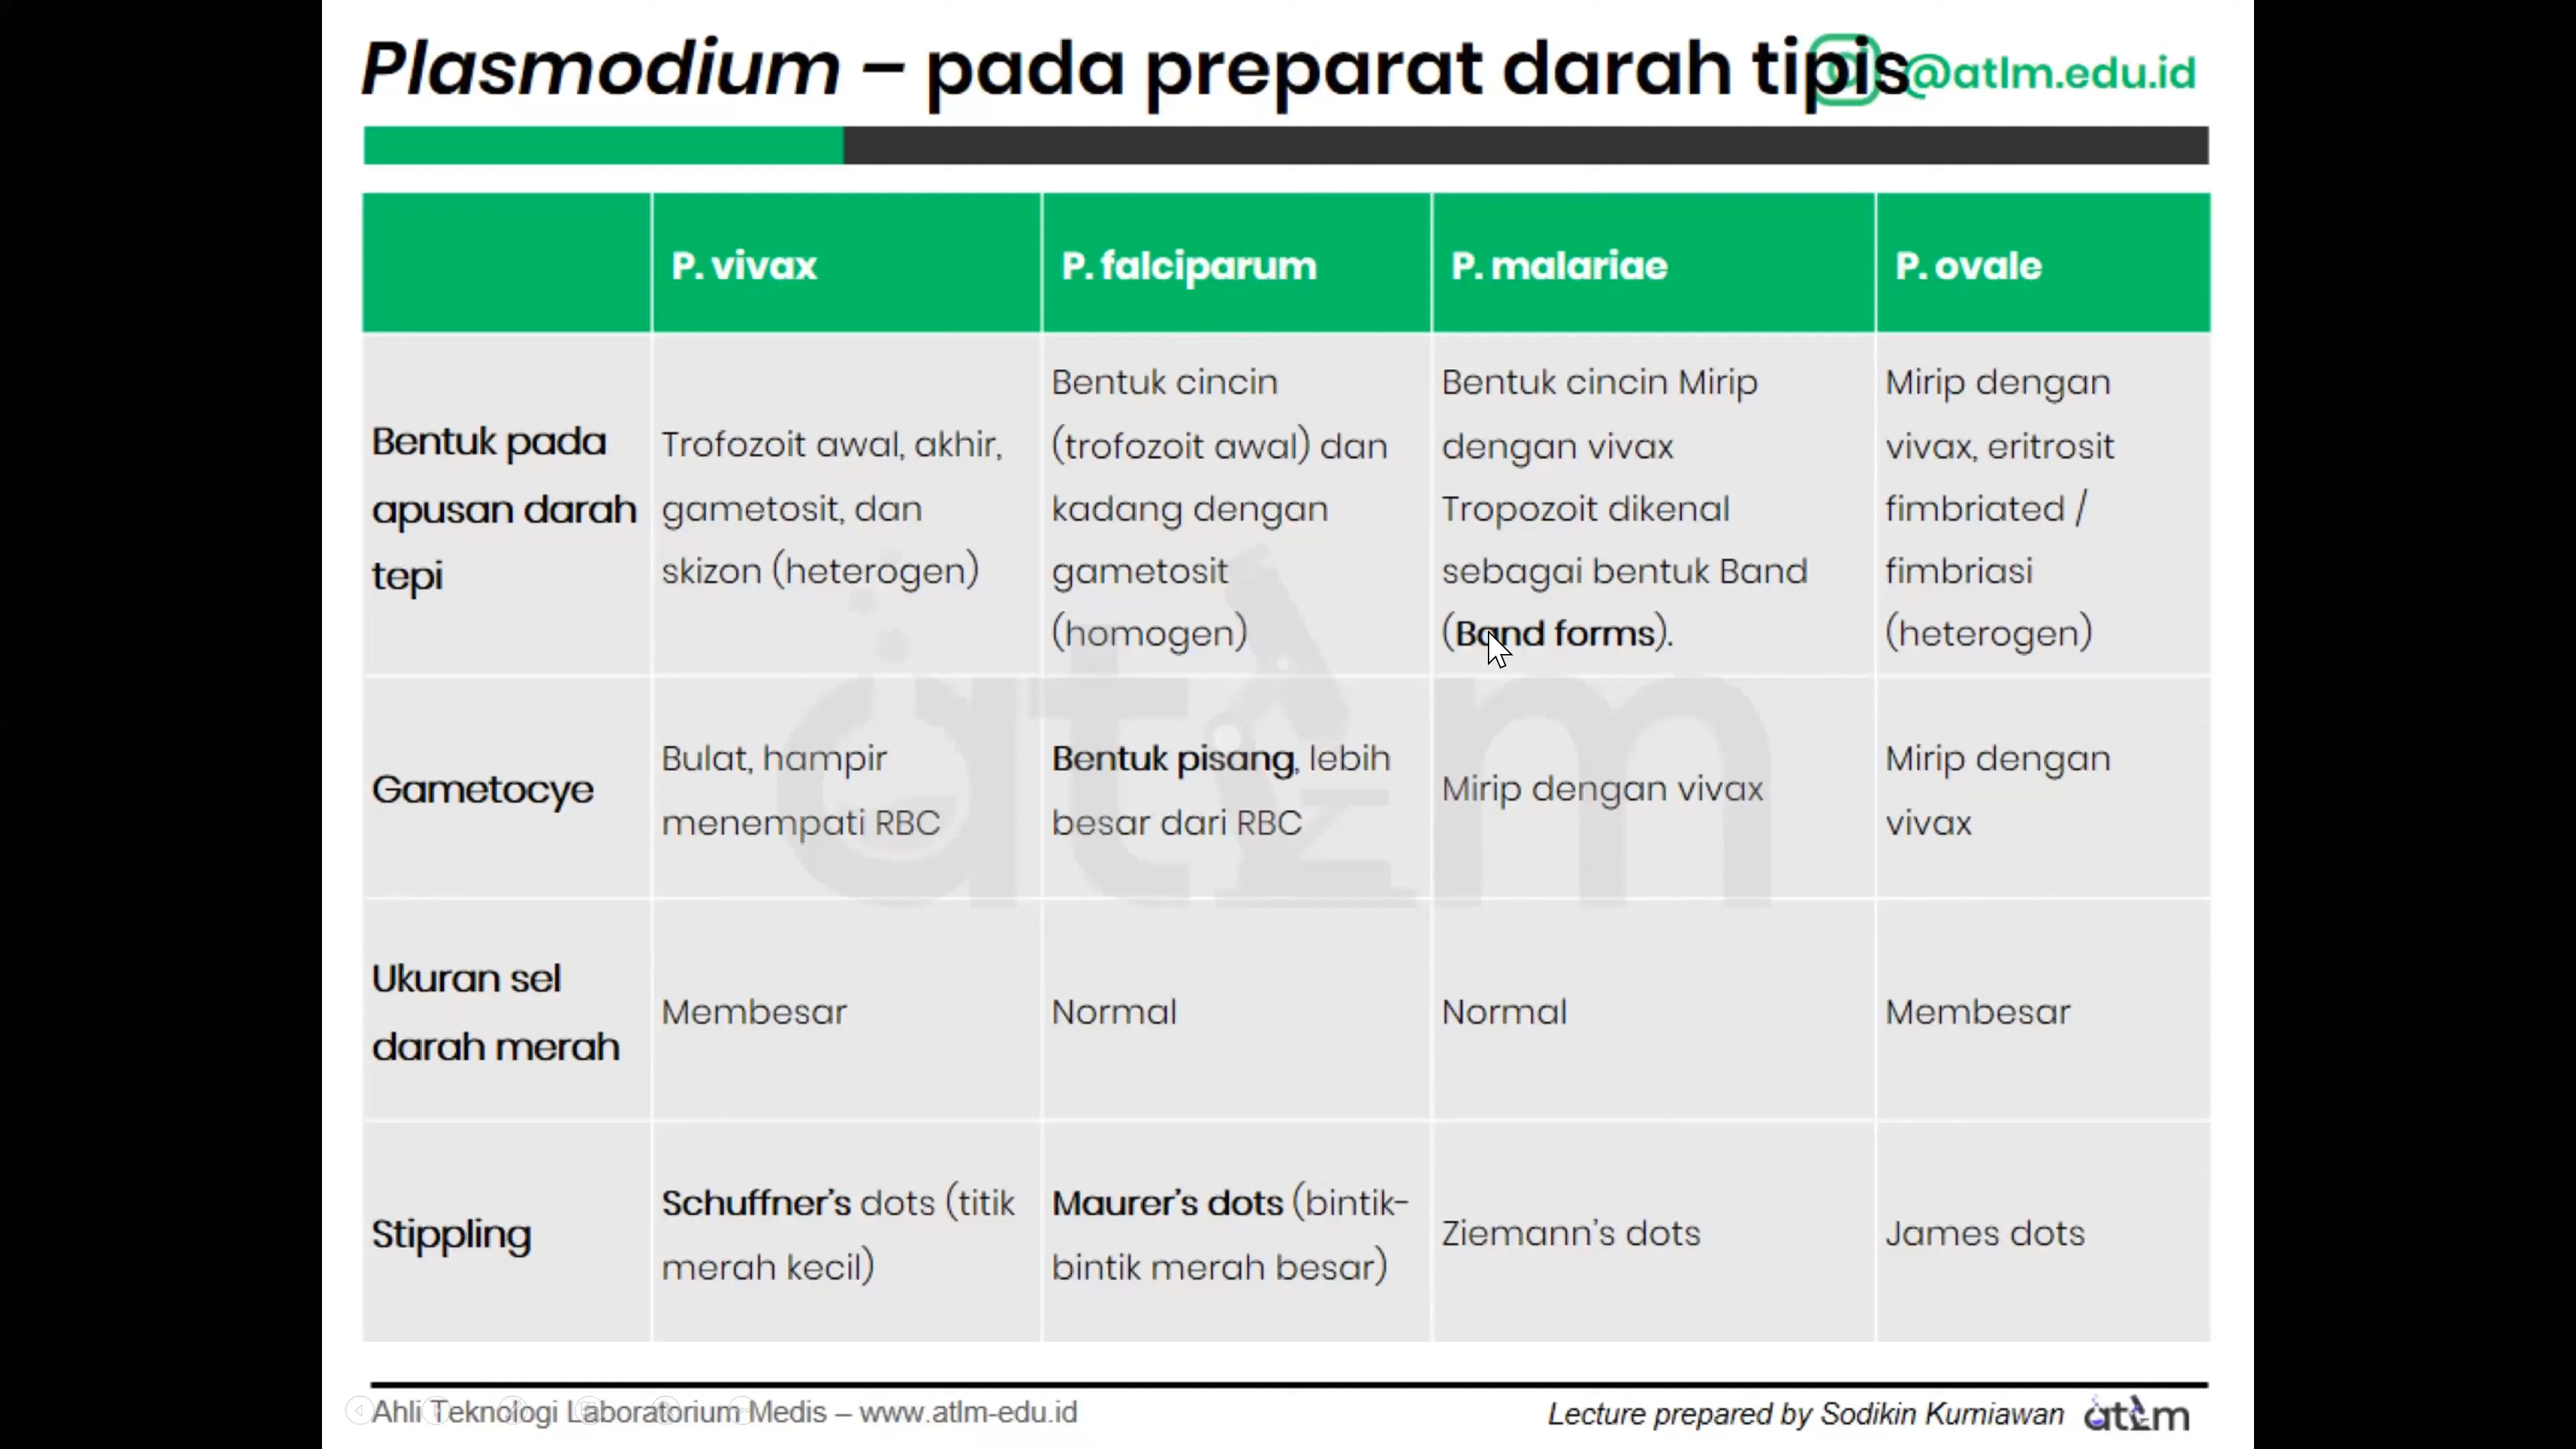 Plasmodium – pada preparat darah tipis
@atlm.edu.id
P. vivax
P. falciparum
P. malariae
P. ovale
Bentuk pada
apusan darah
tepi
Trofozoit awal, akhir,
gametosit, dan
skizon (heterogen)
Bentuk cincin
(trofozoit awal) dan
kadang dengan
gametosit
(homogen)
Bentuk cincin Mirip
dengan vivax
Tropozoit dikenal
sebagai bentuk Band
(Band forms).
Mirip dengan
vivax, eritrosit
fimbriated /
fimbriasi
(heterogen)
Gametocye
Bulat, hampir
menempati RBC
Bentuk pisang, lebih
besar dari RBC
Mirip dengan vivax
Mirip dengan
vivax
Ukuran sel
darah merah
Membesar
Normal
Normal
Membesar
Stippling
Schuffner's dots (titik
merah kecil)
Maurer's dots (bintik-
bintik merah besar)
Ziemann's dots
James dots
atlm
Ahli Teknologi Laboratorium Medis – www.atlm-edu.id
Lecture prepared by Sodikin Kurniawan
atlm